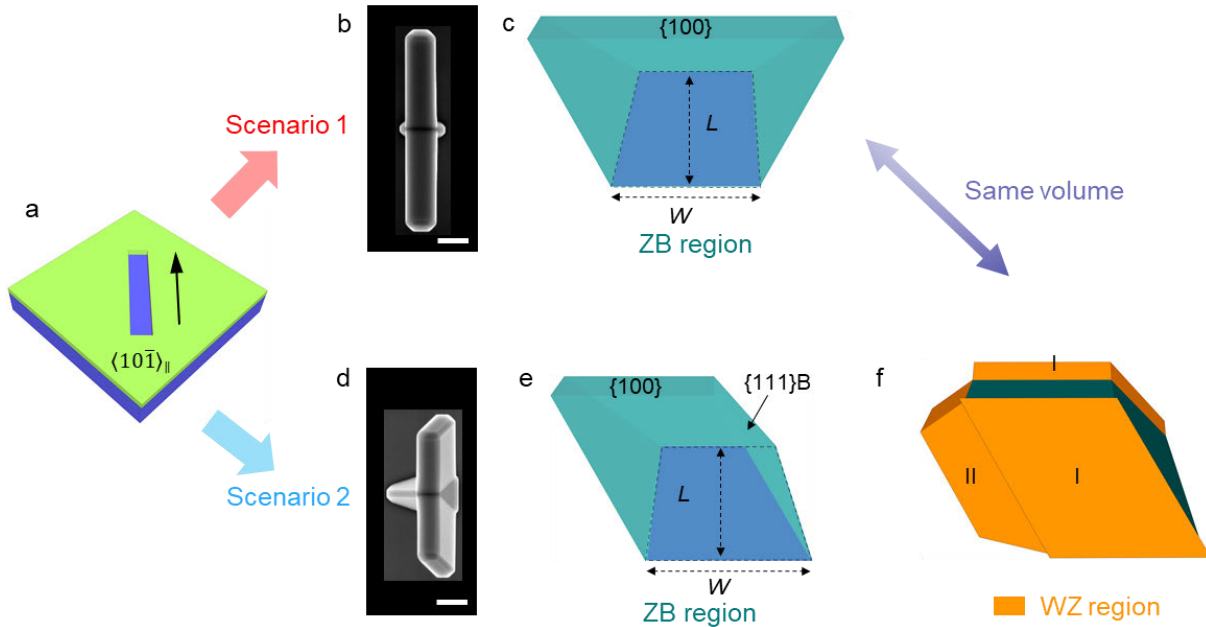 b
c
{100}
Scenario 1
L
W
ZB region
Same volume
a
⟨101̄⟩∥
d
e
{100}
{111}B
f
I
Scenario 2
L
W
ZB region
II
I
WZ region